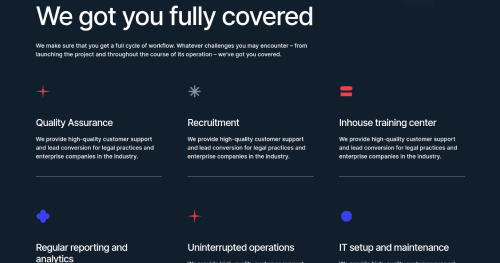 We got you fully covered
We make sure that you get a full cycle of workflow. Whatever challenges you may encounter – from
launching the project and throughout the course of its operation – we've got you covered.
Quality Assurance
We provide high-quality customer support
and lead conversion for legal practices and
enterprise companies in the industry.
Recruitment
We provide high-quality customer support
and lead conversion for legal practices and
enterprise companies in the industry.
Inhouse training center
We provide high-quality customer support
and lead conversion for legal practices and
enterprise companies in the industry.
Regular reporting and
analytics
Uninterrupted operations
IT setup and maintenance